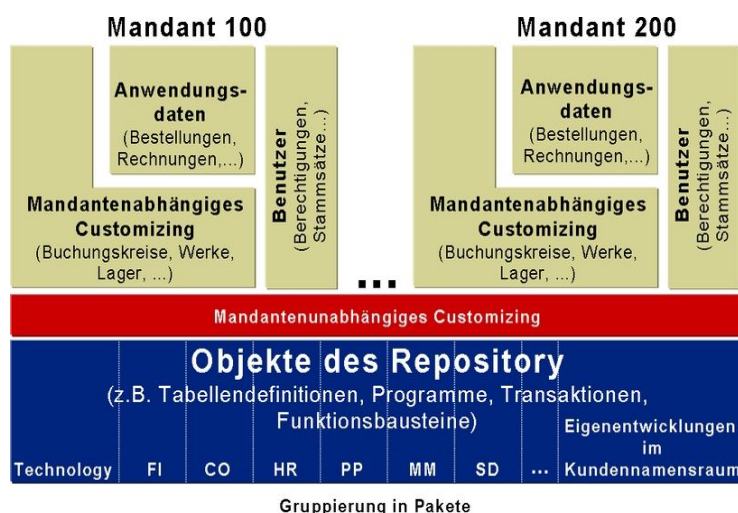 Mandant 100
Anwendungs-
daten
(Bestellungen,
Rechnungen,...)
Mandantenabhängiges
Customizing
(Buchungskreise, Werke,
Lager, ...)
Benutzer
(Berechtigungen,
Stammsätze...)
...
Mandant 200
Anwendungs-
daten
(Bestellungen,
Rechnungen,...)
Mandantenabhängiges
Customizing
(Buchungskreise, Werke,
Lager, ...)
Benutzer
(Berechtigungen,
Stammsätze...)
Mandantenunabhängiges Customizing
Objekte des Repository
(z.B. Tabellendefinitionen, Programme, Transaktionen,
Funktionsbausteine)
Technology
FI
CO
HR
PP
MM
SD
...
Eigenentwicklungen
im
Kundennamensraum
Gruppierung in Pakete